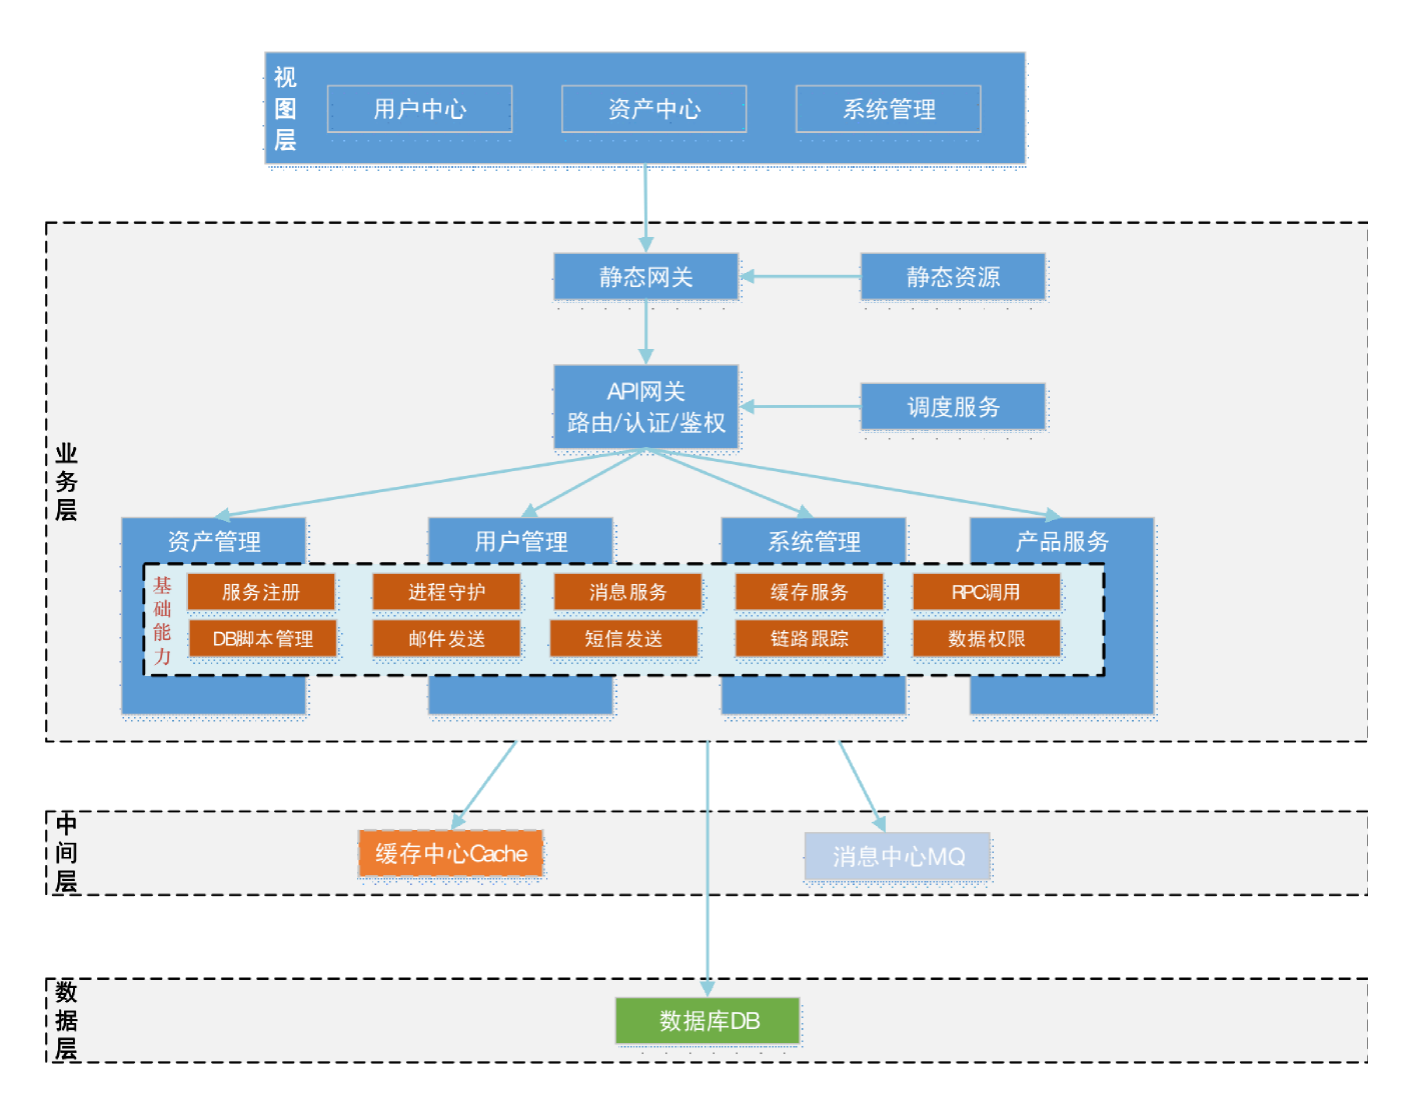 视图层
用户中心
资产中心
系统管理
业务层
静态网关
静态资源
API网关
路由/认证/鉴权
调度服务
资产管理
用户管理
系统管理
产品服务
基础能力
服务注册
进程守护
消息服务
缓存服务
RPC调用
DB脚本管理
邮件发送
短信发送
链路跟踪
数据权限
中间层
缓存中心Cache
消息中心MQ
数据层
数据库DB